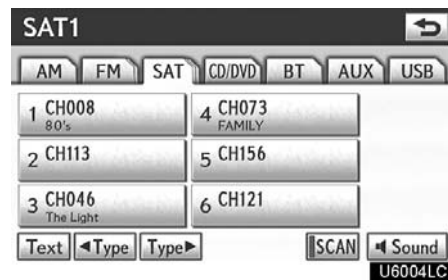 SAT1
AM FM SAT CD/DVD BT AUX USB
1 CH008
80's
4 CH073
FAMILY
2 CH113
5 CH156
3 CH046
The Light
6 CH121
Text ◄Type Type► SCAN Sound
U6004LC